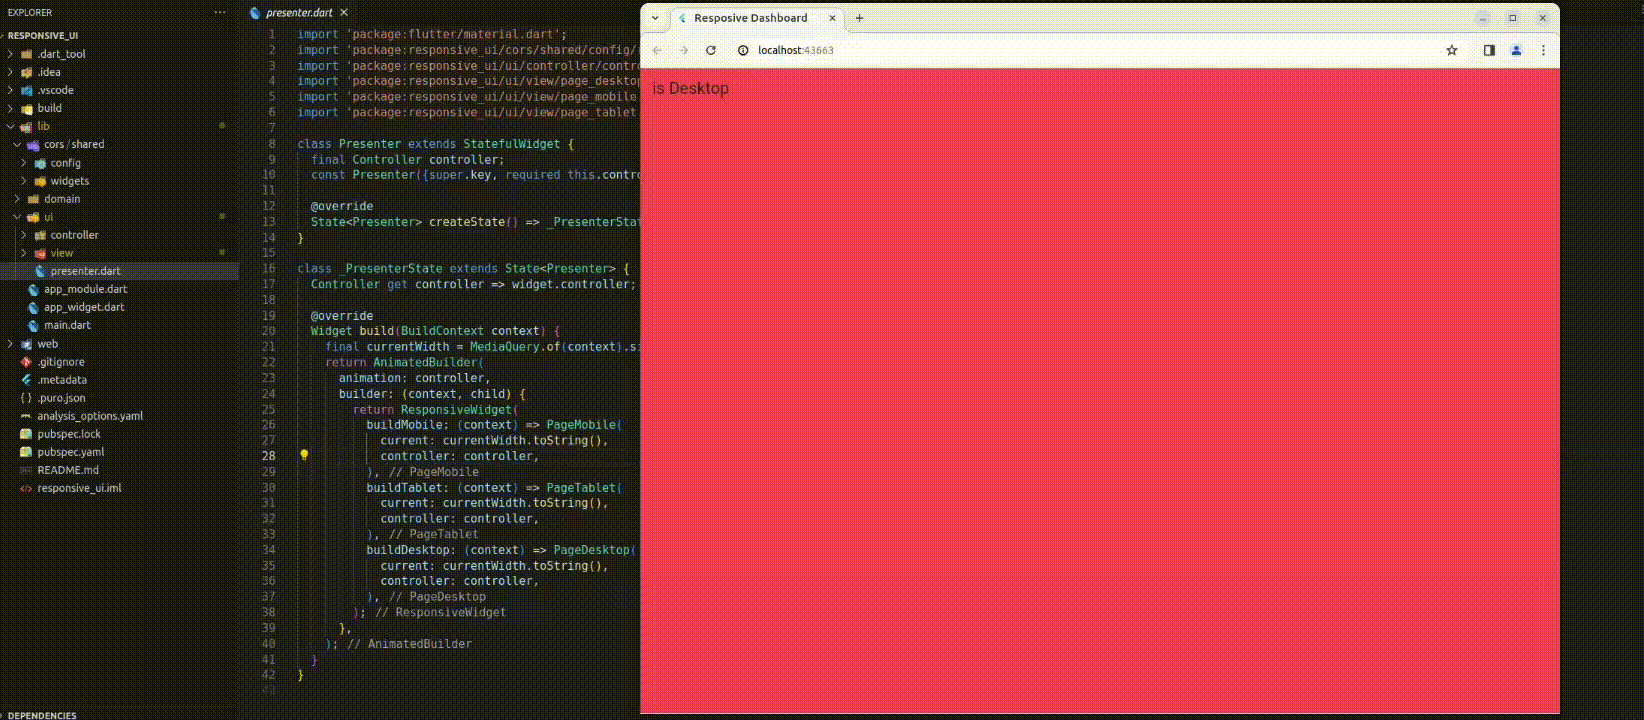 EXPLORER
RESPONSIVE_UI
.dart_tool
.idea
.vscode
build
lib
cors / shared
config
widgets
domain
ui
controller
view
presenter.dart
app_module.dart
app_widget.dart
main.dart
web
.gitignore
.metadata
.puro.json
analysis_options.yaml
pubspec.lock
pubspec.yaml
README.md
responsive_ui.iml
DEPENDENCIES
presenter.dart
1 import 'package:flutter/material.dart';
2 import 'package:responsive_ui/cors/shared/config/
3 import 'package:responsive_ui/ui/controller/contr
4 import 'package:responsive_ui/ui/view/page_deskto
5 import 'package:responsive_ui/ui/view/page_mobile
6 import 'package:responsive_ui/ui/view/page_tablet
7
8 class Presenter extends StatefulWidget {
9 final Controller controller;
10 const Presenter({super.key, required this.contro
11
12 @override
13 State<Presenter> createState() => _PresenterStat
14 }
15
16 class _PresenterState extends State<Presenter> {
17 Controller get controller => widget.controller;
18
19 @override
20 Widget build(BuildContext context) {
21 final currentWidth = MediaQuery.of(context).si
22 return AnimatedBuilder(
23 animation: controller,
24 builder: (context, child) {
25 return ResponsiveWidget(
26 buildMobile: (context) => PageMobile(
27 current: currentWidth.toString(),
28 controller: controller,
29 ), // PageMobile
30 buildTablet: (context) => PageTablet(
31 current: currentWidth.toString(),
32 controller: controller,
33 ), // PageTablet
34 buildDesktop: (context) => PageDesktop(
35 current: currentWidth.toString(),
36 controller: controller,
37 ), // PageDesktop
38 ); // ResponsiveWidget
39 },
40 ); // AnimatedBuilder
41 }
42 }
43
Resposive Dashboard
localhost:43663
is Desktop